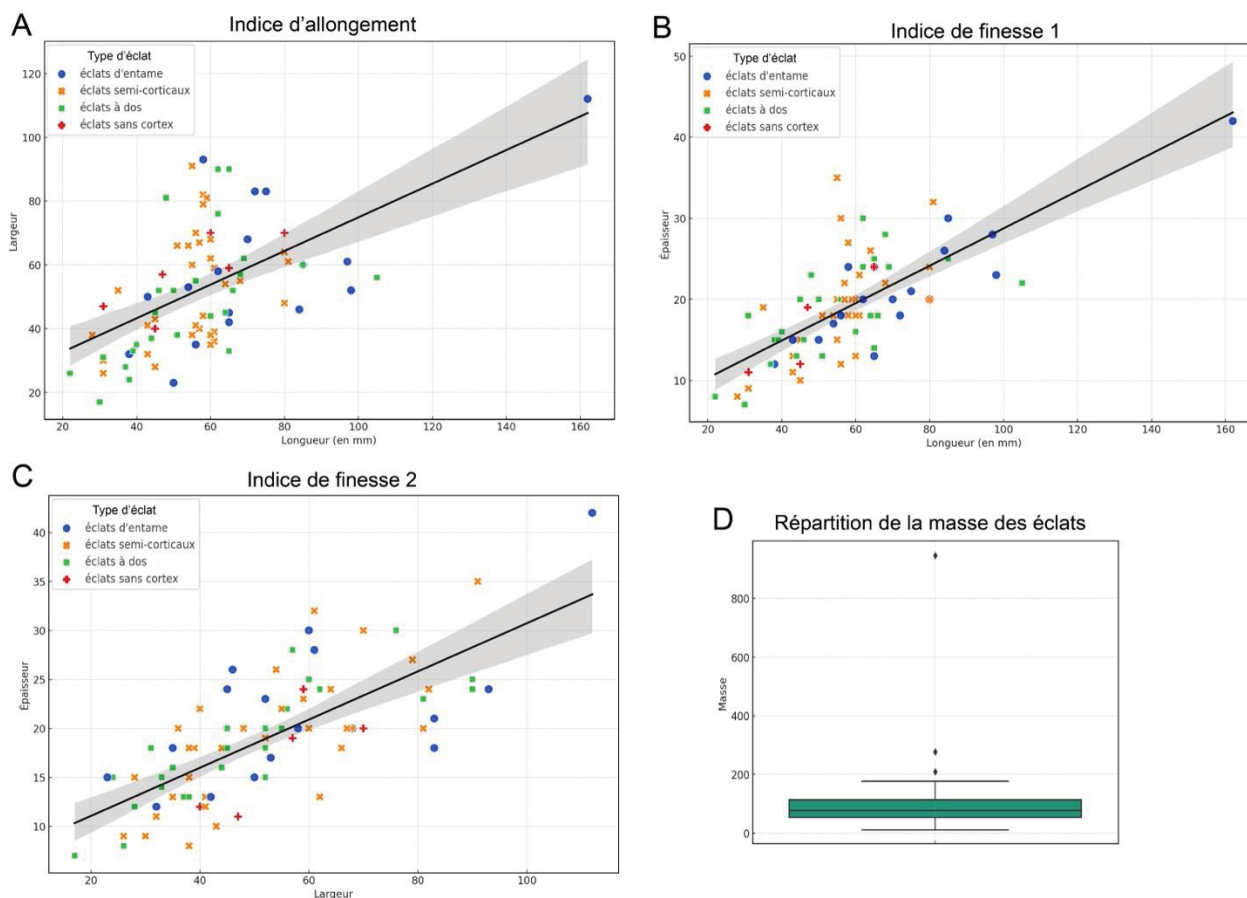 A
Indice d'allongement
Type d'éclat
éclats d'entame
éclats semi-corticaux
éclats à dos
éclats sans cortex
120
100
80
60
40
20
Largeur
20 40 60 80 100 120 140 160
Longueur (en mm)
B
Indice de finesse 1
Type d'éclat
éclats d'entame
éclats semi-corticaux
éclats à dos
éclats sans cortex
50
40
30
20
10
Épaisseur
20 40 60 80 100 120 140 160
Longueur (en mm)
C
Indice de finesse 2
Type d'éclat
éclats d'entame
éclats semi-corticaux
éclats à dos
éclats sans cortex
40
35
30
25
20
15
10
Épaisseur
20 40 60 80 100
Largeur
D
Répartition de la masse des éclats
800
600
400
200
0
Masse